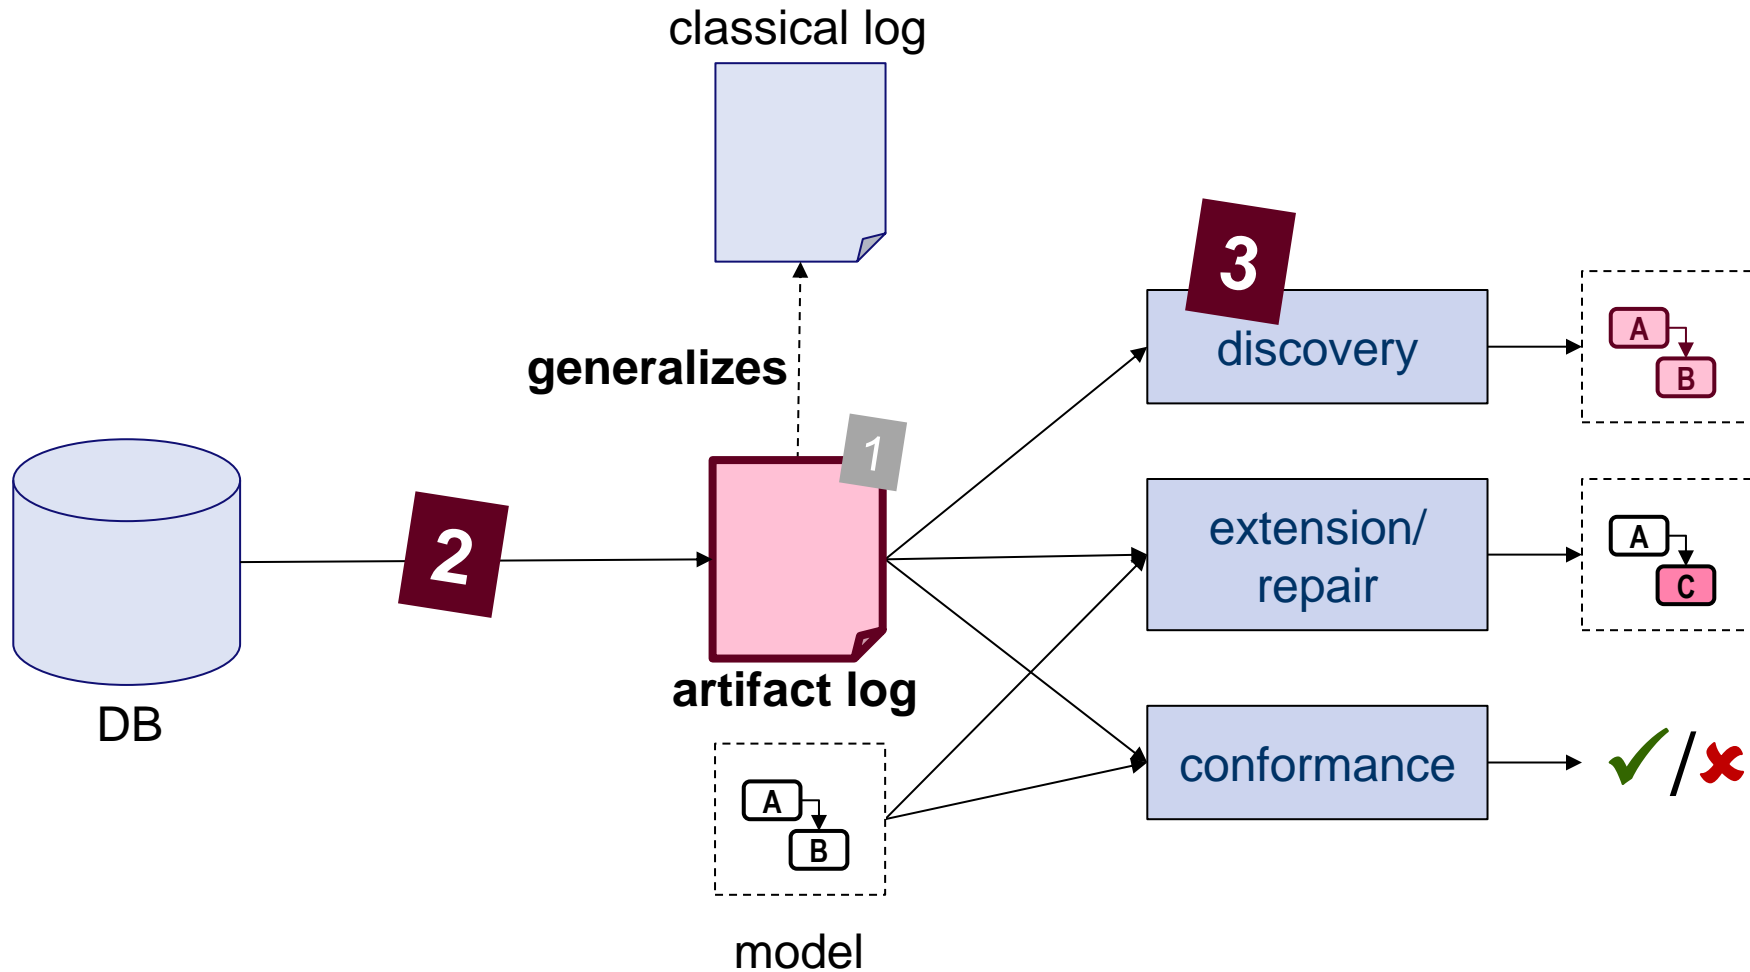 classical log
3
generalizes
discovery
A
B
1
2
extension/
repair
A
C
artifact log
DB
conformance
/
A
B
model